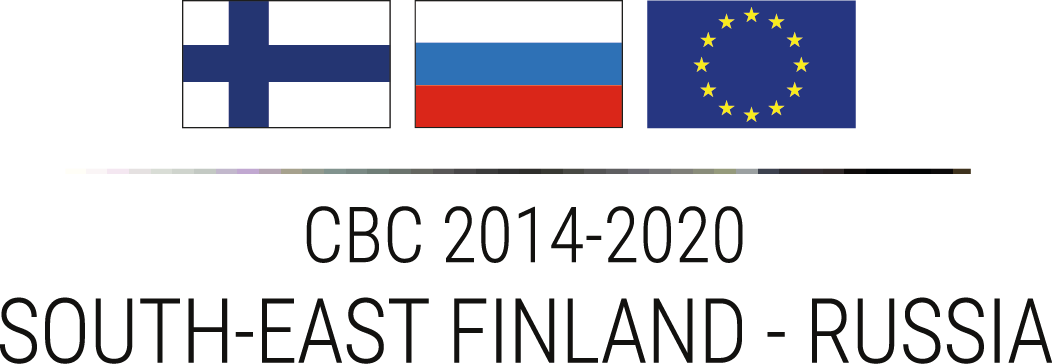 CBC 2014-2020
SOUTH-EAST FINLAND - RUSSIA